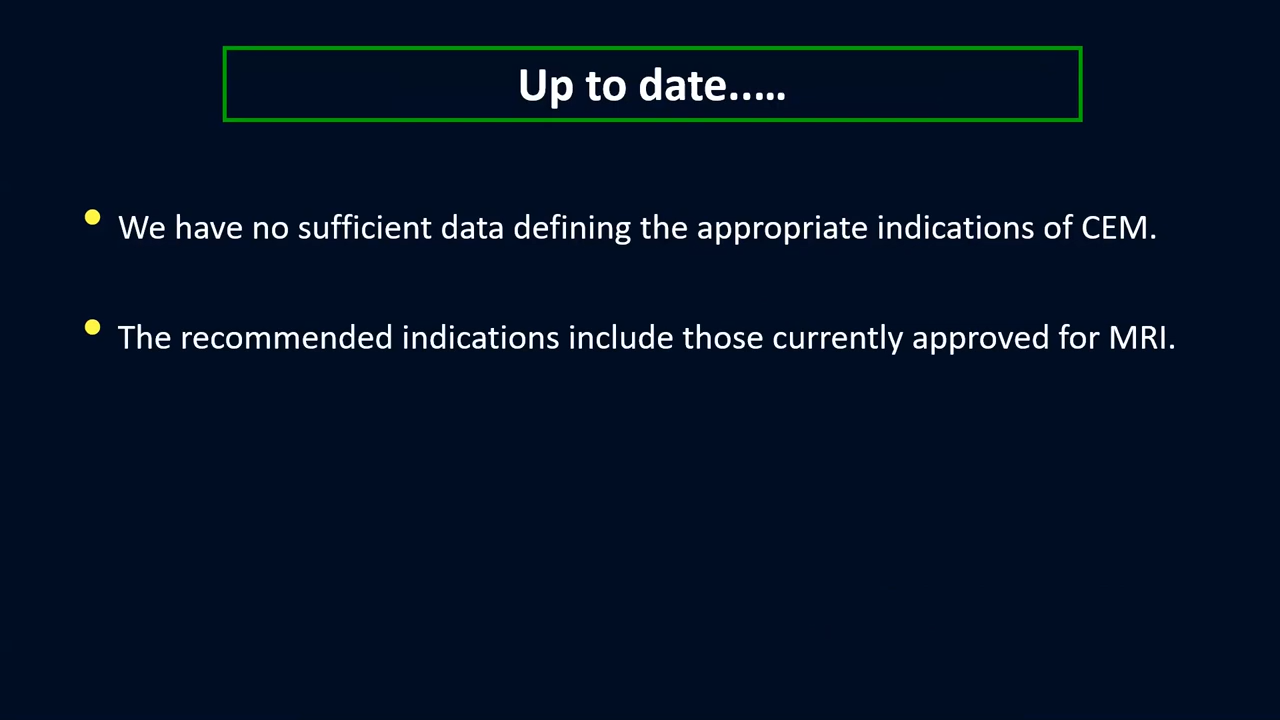 Up to date.....
• We have no sufficient data defining the appropriate indications of CEM.
• The recommended indications include those currently approved for MRI.